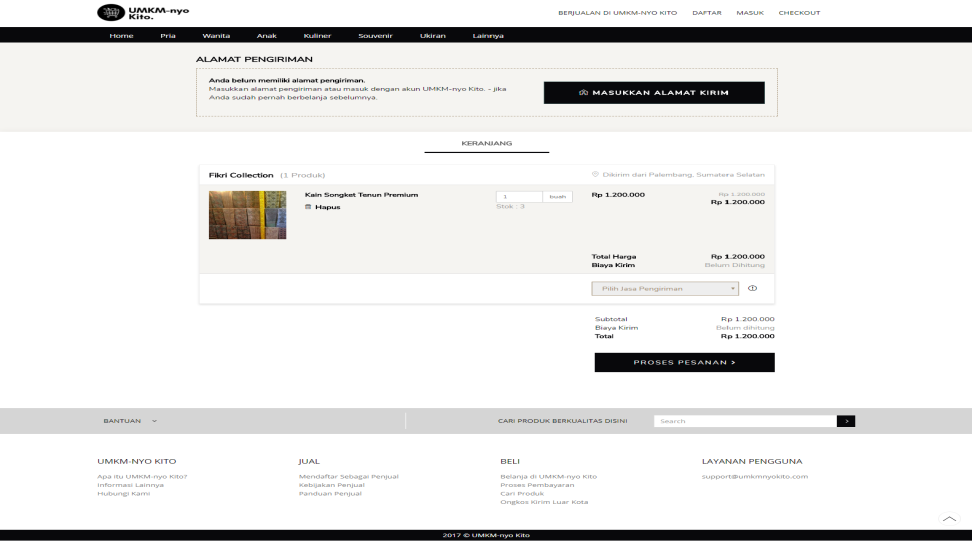 UMKM-nyo
Kito.
BERJUALAN DI UMKM-NYO KITO DAFTAR MASUK CHECKOUT
Home Pria Wanita Anak Kuliner Souvenir Ukiran Lainnya
ALAMAT PENGIRIMAN
Anda belum memiliki alamat pengiriman.
Masukkan alamat pengiriman atau masuk dengan akun UMKM-nyo Kito. - jika
Anda sudah pernah berbelanja sebelumnya.
MASUKKAN ALAMAT KIRIM
KERANJANG
Fikri Collection (1 Produk)
Dikirim dari Palembang, Sumatera Selatan
Kain Songket Tenun Premium
Hapus
1 buah
Stok : 3
Rp 1.200.000
Rp 1.200.000
Rp 1.200.000
Total Harga Rp 1.200.000
Biaya Kirim Belum Dihitung
Pilih Jasa Pengiriman
Subtotal Rp 1.200.000
Biaya Kirim Belum dihitung
Total Rp 1.200.000
PROSES PESANAN >
BANTUAN
CARI PRODUK BERKUALITAS DISINI
Search
>
UMKM-NYO KITO
Apa itu UMKM-nyo Kito?
Informasi Lainnya
Hubungi Kami
JUAL
Mendaftar Sebagai Penjual
Kebijakan Penjual
Panduan Penjual
BELI
Belanja di UMKM-nyo Kito
Proses Pembayaran
Cari Produk
Ongkos Kirim Luar Kota
LAYANAN PENGGUNA
support@umkmnyokito.com
2017 © UMKM-nyo Kito